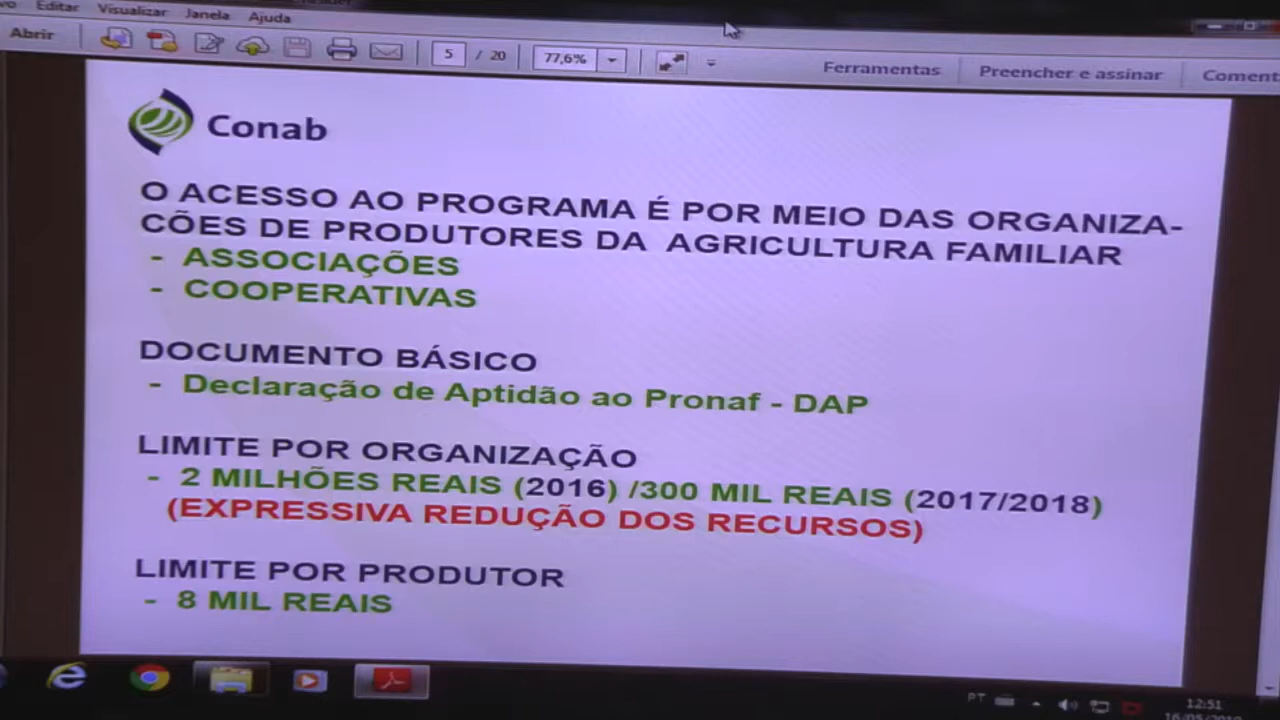 Editar Visualizar Janela Ajuda
Abrir 5 / 20 77,6% Ferramentas Preencher e assinar
Conab
O ACESSO AO PROGRAMA É POR MEIO DAS ORGANIZA-
CÕES DE PRODUTORES DA AGRICULTURA FAMILIAR
- ASSOCIAÇÕES
- COOPERATIVAS
DOCUMENTO BÁSICO
- Declaração de Aptidão ao Pronaf - DAP
LIMITE POR ORGANIZAÇÃO
- 2 MILHÕES REAIS (2016) /300 MIL REAIS (2017/2018)
(EXPRESSIVA REDUÇÃO DOS RECURSOS)
LIMITE POR PRODUTOR
- 8 MIL REAIS
PT 12:51